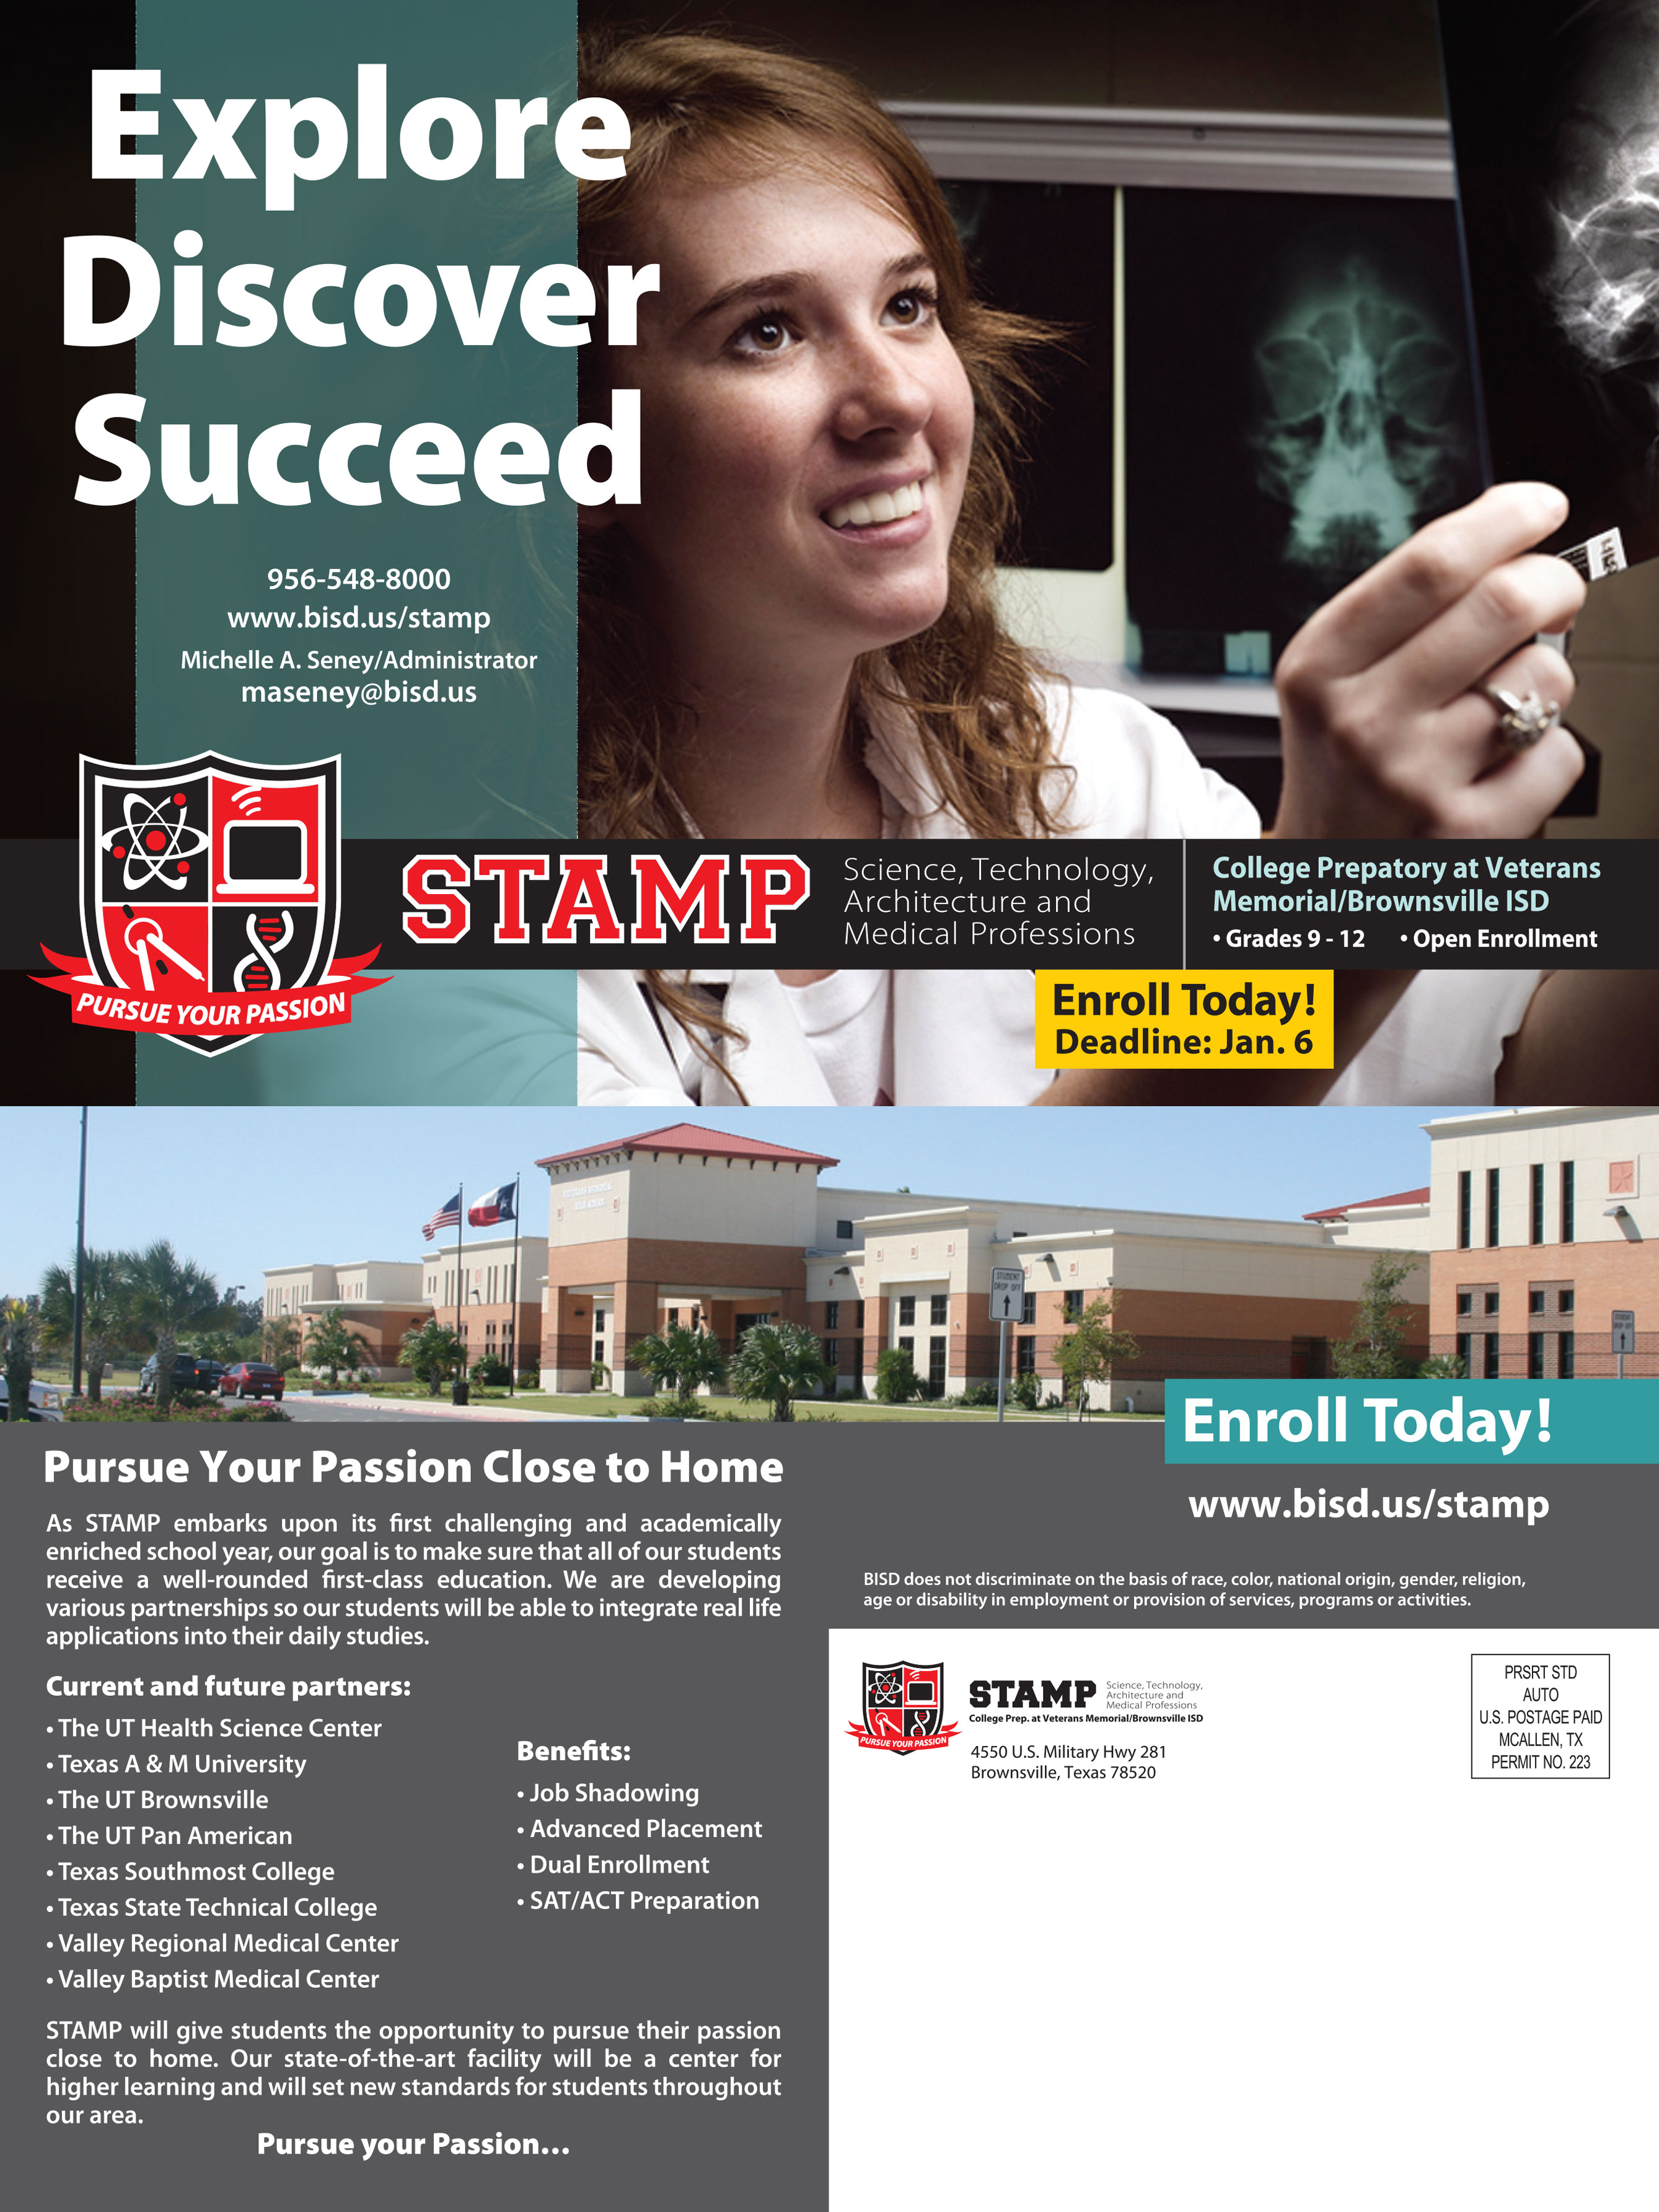 Explore
Discover
Succeed
956-548-8000
www.bisd.us/stamp
Michelle A. Seney/Administrator
maseney@bisd.us
PURSUE YOUR PASSION
STAMP
Science, Technology,
Architecture and
Medical Professions
College Prepatory at Veterans
Memorial/Brownsville ISD
• Grades 9 - 12 • Open Enrollment
Enroll Today!
Deadline: Jan. 6
VETERANS MEMORIAL
HIGH SCHOOL
STUDENT
DROP OFF
STUDENT
DROP OFF
Enroll Today!
www.bisd.us/stamp
Pursue Your Passion Close to Home
As STAMP embarks upon its first challenging and academically
enriched school year, our goal is to make sure that all of our students
receive a well-rounded first-class education. We are developing
various partnerships so our students will be able to integrate real life
applications into their daily studies.
Current and future partners:
• The UT Health Science Center
• Texas A & M University
• The UT Brownsville
• The UT Pan American
• Texas Southmost College
• Texas State Technical College
• Valley Regional Medical Center
• Valley Baptist Medical Center
Benefits:
• Job Shadowing
• Advanced Placement
• Dual Enrollment
• SAT/ACT Preparation
STAMP will give students the opportunity to pursue their passion
close to home. Our state-of-the-art facility will be a center for
higher learning and will set new standards for students throughout
our area.
Pursue your Passion...
BISD does not discriminate on the basis of race, color, national origin, gender, religion,
age or disability in employment or provision of services, programs or activities.
PURSUE YOUR PASSION
STAMP
Science, Technology,
Architecture and
Medical Professions
College Prep. at Veterans Memorial/Brownsville ISD
4550 U.S. Military Hwy 281
Brownsville, Texas 78520
PRSRT STD
AUTO
U.S. POSTAGE PAID
MCALLEN, TX
PERMIT NO. 223